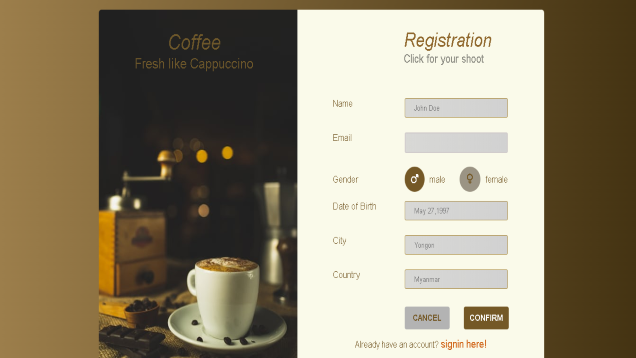 Coffee
Fresh like Cappuccino
Registration
Click for your shoot
Name
John Doe
Email
Gender
male
female
Date of Birth
May 27,1997
City
Yongon
Country
Myanmar
CANCEL
CONFIRM
Already have an account? signin here!